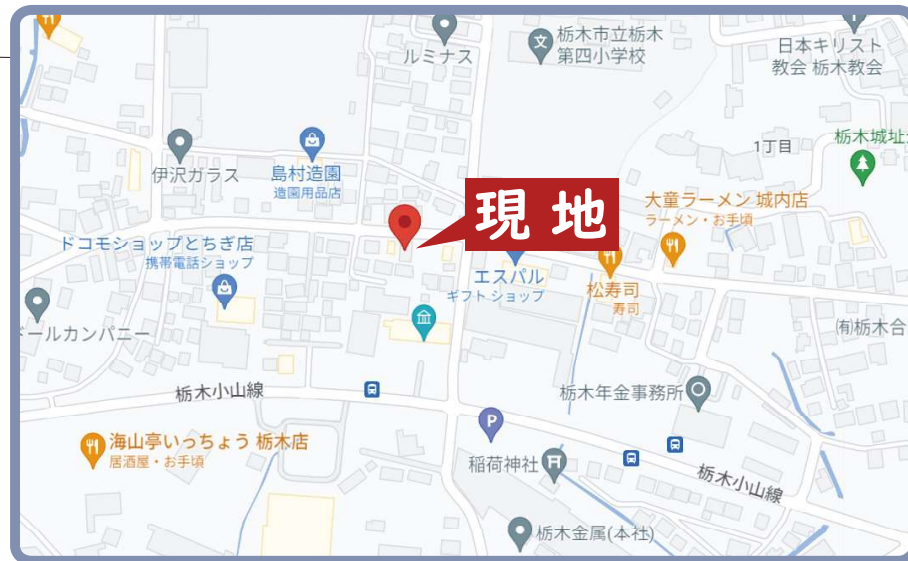 ルミナス
栃木市立栃木
第四小学校
日本キリスト
教会 栃木教会
1丁目
栃木城址
伊沢ガラス
島村造園
造園用品店
現地
大童ラーメン 城内店
ラーメン・お手頃
ドコモショップとちぎ店
携帯電話ショップ
エスパル
ギフト ショップ
松寿司
寿司
ールカンパニー
(有)栃木合
栃木小山線
栃木年金事務所
P
海山亭いっちょう 栃木店
居酒屋・お手頃
稲荷神社
栃木小山線
栃木金属(本社)